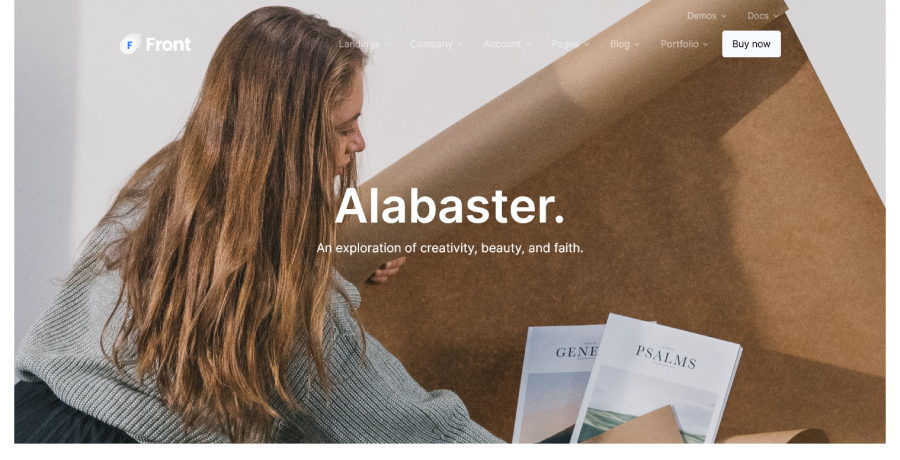 Demos Docs
F Front
Landings Company Account Pages Blog Portfolio Buy now
Alabaster.
An exploration of creativity, beauty, and faith.
GENE
PSALMS